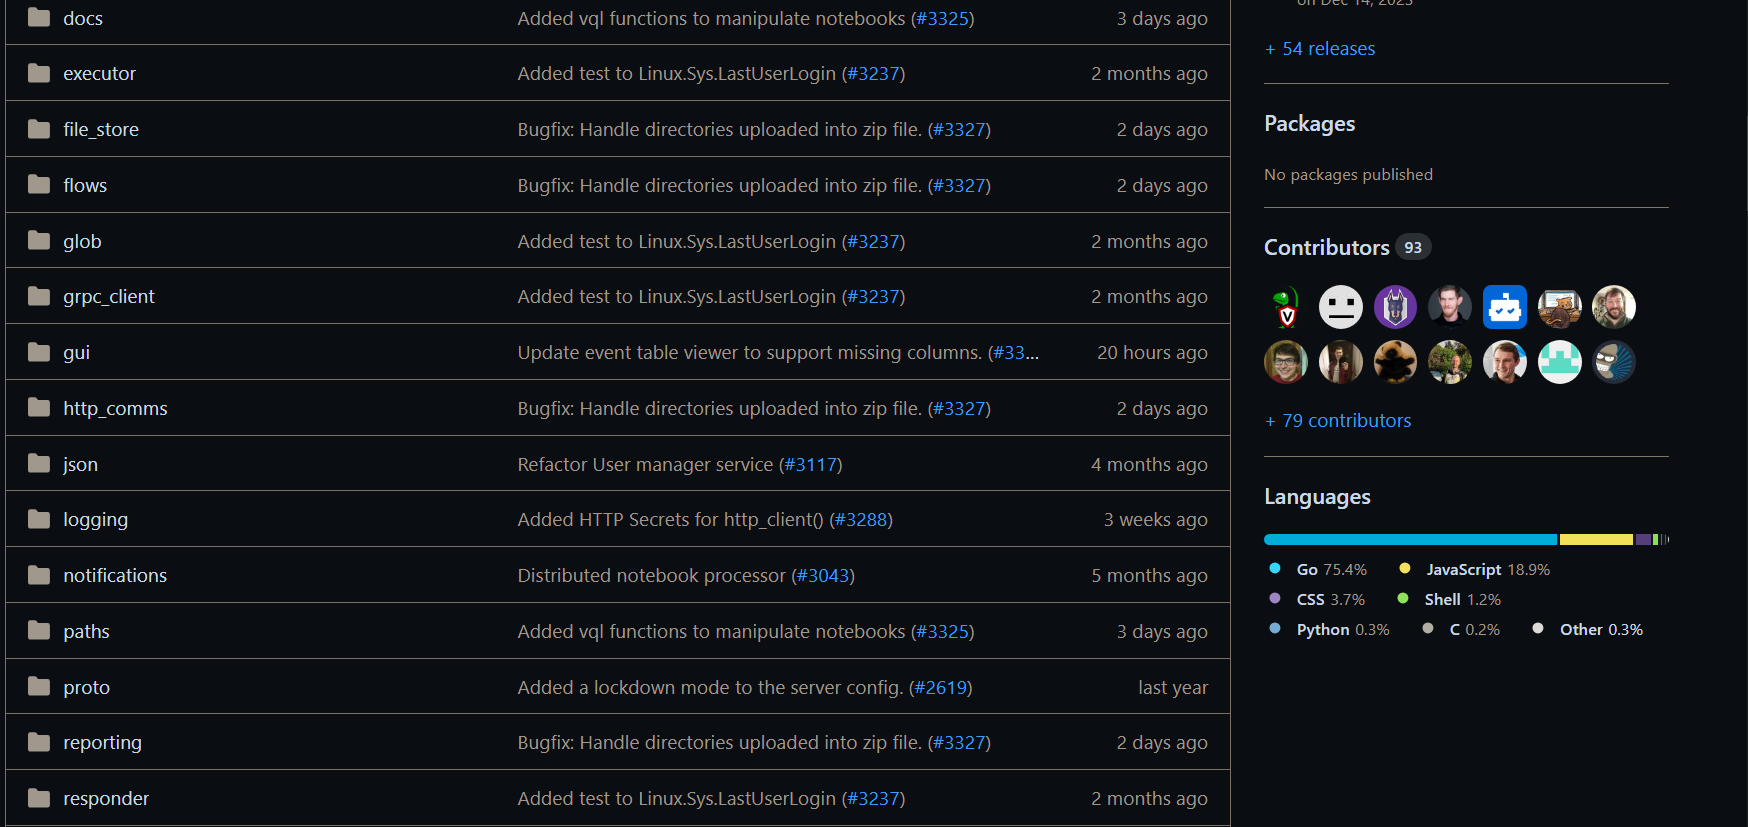 docs Added vql functions to manipulate notebooks (#3325) 3 days ago
executor Added test to Linux.Sys.LastUserLogin (#3237) 2 months ago
file_store Bugfix: Handle directories uploaded into zip file. (#3327) 2 days ago
flows Bugfix: Handle directories uploaded into zip file. (#3327) 2 days ago
glob Added test to Linux.Sys.LastUserLogin (#3237) 2 months ago
grpc_client Added test to Linux.Sys.LastUserLogin (#3237) 2 months ago
gui Update event table viewer to support missing columns. (#33... 20 hours ago
http_comms Bugfix: Handle directories uploaded into zip file. (#3327) 2 days ago
json Refactor User manager service (#3117) 4 months ago
logging Added HTTP Secrets for http_client() (#3288) 3 weeks ago
notifications Distributed notebook processor (#3043) 5 months ago
paths Added vql functions to manipulate notebooks (#3325) 3 days ago
proto Added a lockdown mode to the server config. (#2619) last year
reporting Bugfix: Handle directories uploaded into zip file. (#3327) 2 days ago
responder Added test to Linux.Sys.LastUserLogin (#3237) 2 months ago
on Dec 14, 2023
+ 54 releases
Packages
No packages published
Contributors 93
V
+ 79 contributors
Languages
Go 75.4% JavaScript 18.9%
CSS 3.7% Shell 1.2%
Python 0.3% C 0.2% Other 0.3%